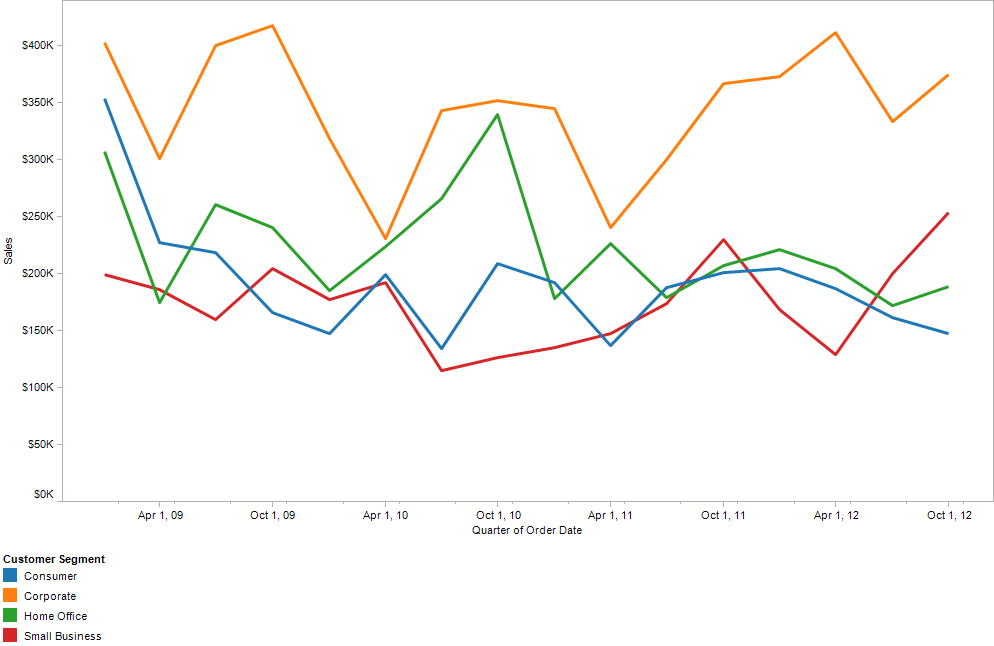 $400K
$350K
$300K
$250K
$200K
$150K
$100K
$50K
$0K
Sales
Apr 1, 09 Oct 1, 09 Apr 1, 10 Oct 1, 10 Apr 1, 11 Oct 1, 11 Apr 1, 12 Oct 1, 12
Quarter of Order Date
Customer Segment
Consumer
Corporate
Home Office
Small Business